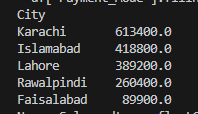 City
Karachi 613400.0
Islamabad 418800.0
Lahore 389200.0
Rawalpindi 260400.0
Faisalabad 89900.0